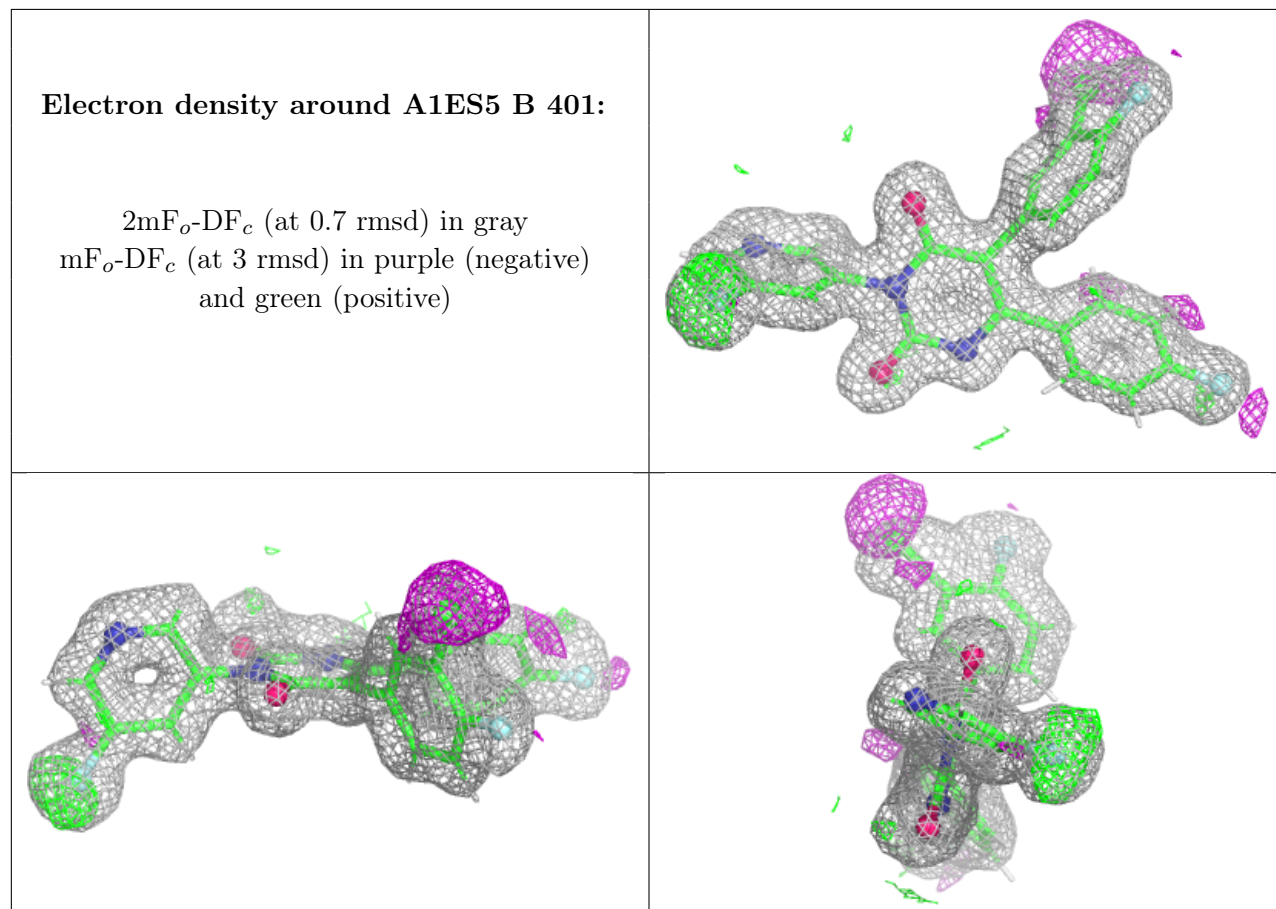 Electron density around A1ES5 B 401:
2mFₒ-DF𝒸 (at 0.7 rmsd) in gray
mFₒ-DF𝒸 (at 3 rmsd) in purple (negative)
and green (positive)